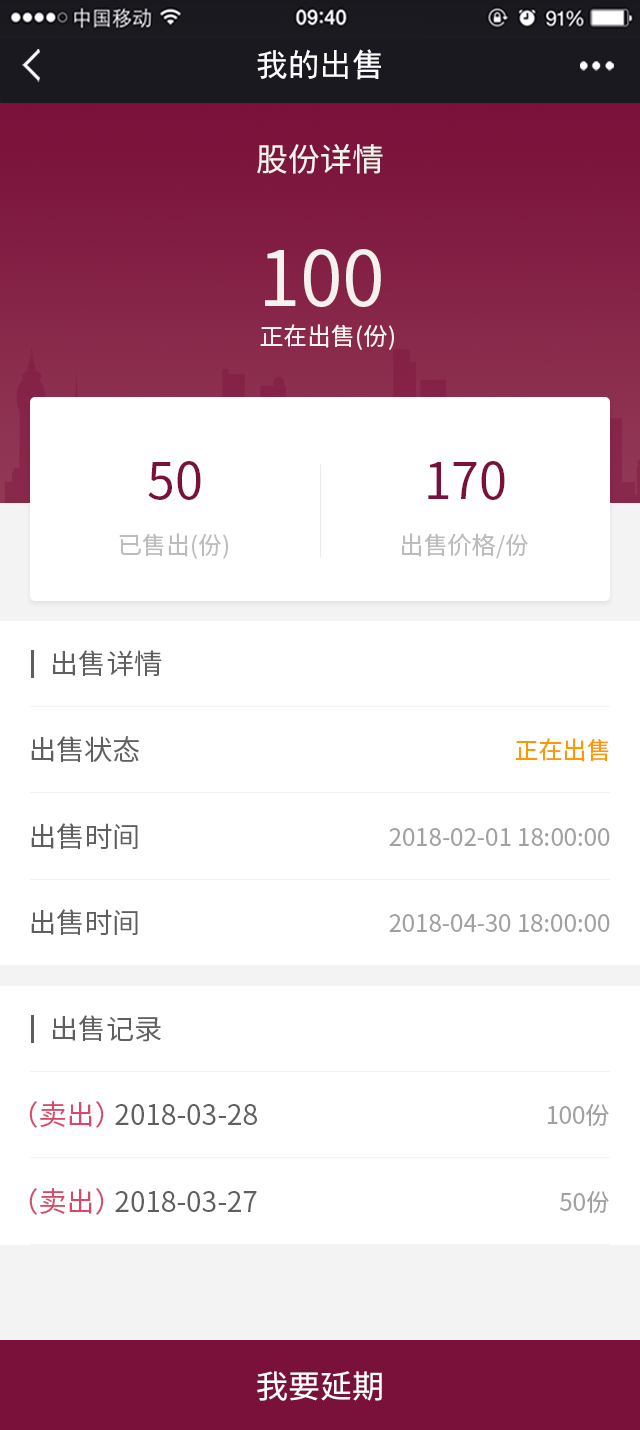 中国移动 09:40 91%
我的出售
股份详情
100
正在出售(份)
50 170
已售出(份) 出售价格/份
出售详情
出售状态 正在出售
出售时间 2018-02-01 18:00:00
出售时间 2018-04-30 18:00:00
出售记录
(卖出) 2018-03-28 100份
(卖出) 2018-03-27 50份
我要延期